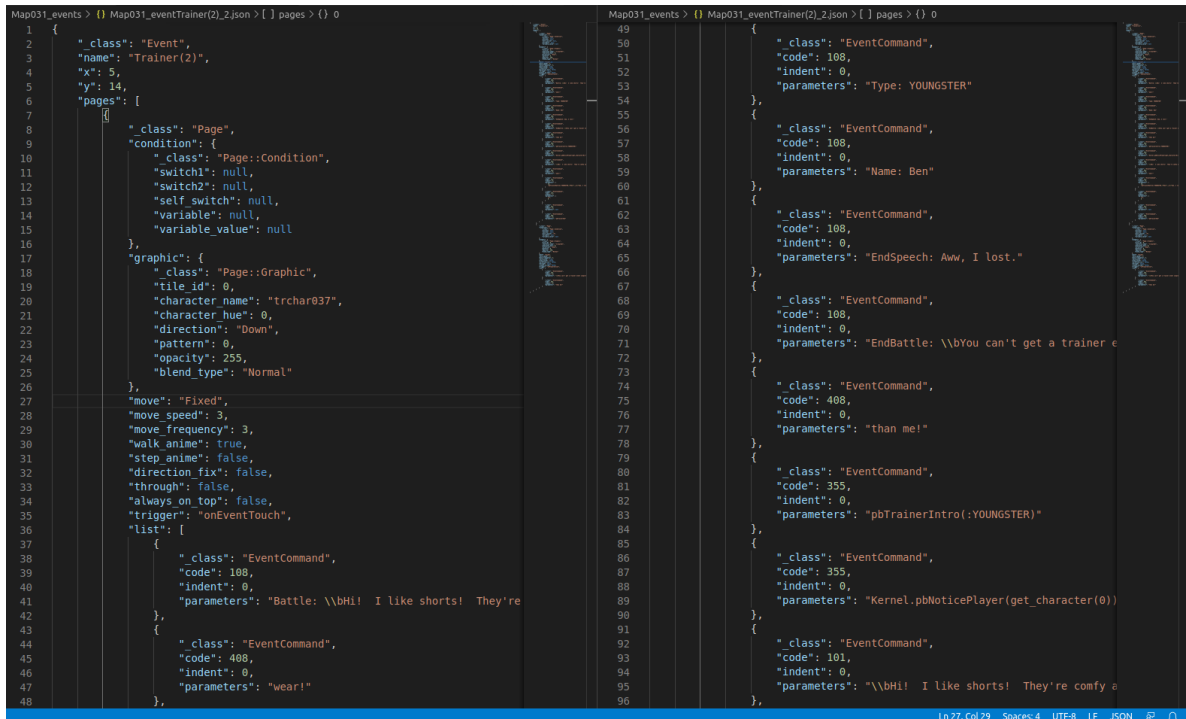 Map031_events > {} Map031_eventTrainer(2)_2.json > [ ] pages > {} 0
1 {
2 "_class": "Event",
3 "name": "Trainer(2)",
4 "x": 5,
5 "y": 14,
6 "pages": [
7 {
8 "_class": "Page",
9 "condition": {
10 "_class": "Page::Condition",
11 "switch1": null,
12 "switch2": null,
13 "self_switch": null,
14 "variable": null,
15 "variable_value": null
16 },
17 "graphic": {
18 "_class": "Page::Graphic",
19 "tile_id": 0,
20 "character_name": "trchar037",
21 "character_hue": 0,
22 "direction": "Down",
23 "pattern": 0,
24 "opacity": 255,
25 "blend_type": "Normal"
26 },
27 "move": "Fixed",
28 "move_speed": 3,
29 "move_frequency": 3,
30 "walk_anime": true,
31 "step_anime": false,
32 "direction_fix": false,
33 "through": false,
34 "always_on_top": false,
35 "trigger": "onEventTouch",
36 "list": [
37 {
38 "_class": "EventCommand",
39 "code": 108,
40 "indent": 0,
41 "parameters": "Battle: \\bHi!  I like shorts!  They're
42 },
43 {
44 "_class": "EventCommand",
45 "code": 408,
46 "indent": 0,
47 "parameters": "wear!"
48 },
Map031_events > {} Map031_eventTrainer(2)_2.json > [ ] pages > {} 0
49 {
50 "_class": "EventCommand",
51 "code": 108,
52 "indent": 0,
53 "parameters": "Type: YOUNGSTER"
54 },
55 {
56 "_class": "EventCommand",
57 "code": 108,
58 "indent": 0,
59 "parameters": "Name: Ben"
60 },
61 {
62 "_class": "EventCommand",
63 "code": 108,
64 "indent": 0,
65 "parameters": "EndSpeech: Aww, I lost."
66 },
67 {
68 "_class": "EventCommand",
69 "code": 108,
70 "indent": 0,
71 "parameters": "EndBattle: \\bYou can't get a trainer e
72 },
73 {
74 "_class": "EventCommand",
75 "code": 408,
76 "indent": 0,
77 "parameters": "than me!"
78 },
79 {
80 "_class": "EventCommand",
81 "code": 355,
82 "indent": 0,
83 "parameters": "pbTrainerIntro(:YOUNGSTER)"
84 },
85 {
86 "_class": "EventCommand",
87 "code": 355,
88 "indent": 0,
89 "parameters": "Kernel.pbNoticePlayer(get_character(0))
90 },
91 {
92 "_class": "EventCommand",
93 "code": 101,
94 "indent": 0,
95 "parameters": "\\bHi!  I like shorts!  They're comfy a
96 },
Ln 27, Col 29 Spaces: 4 UTF-8 LF JSON